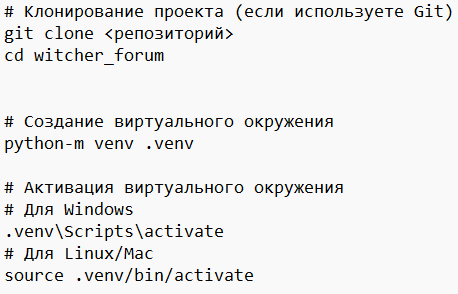 # Клонирование проекта (если используете Git)
git clone <репозиторий>
cd witcher_forum
# Создание виртуального окружения
python-m venv .venv
# Активация виртуального окружения
# Для Windows
.venv\Scripts\activate
# Для Linux/Mac
source .venv/bin/activate